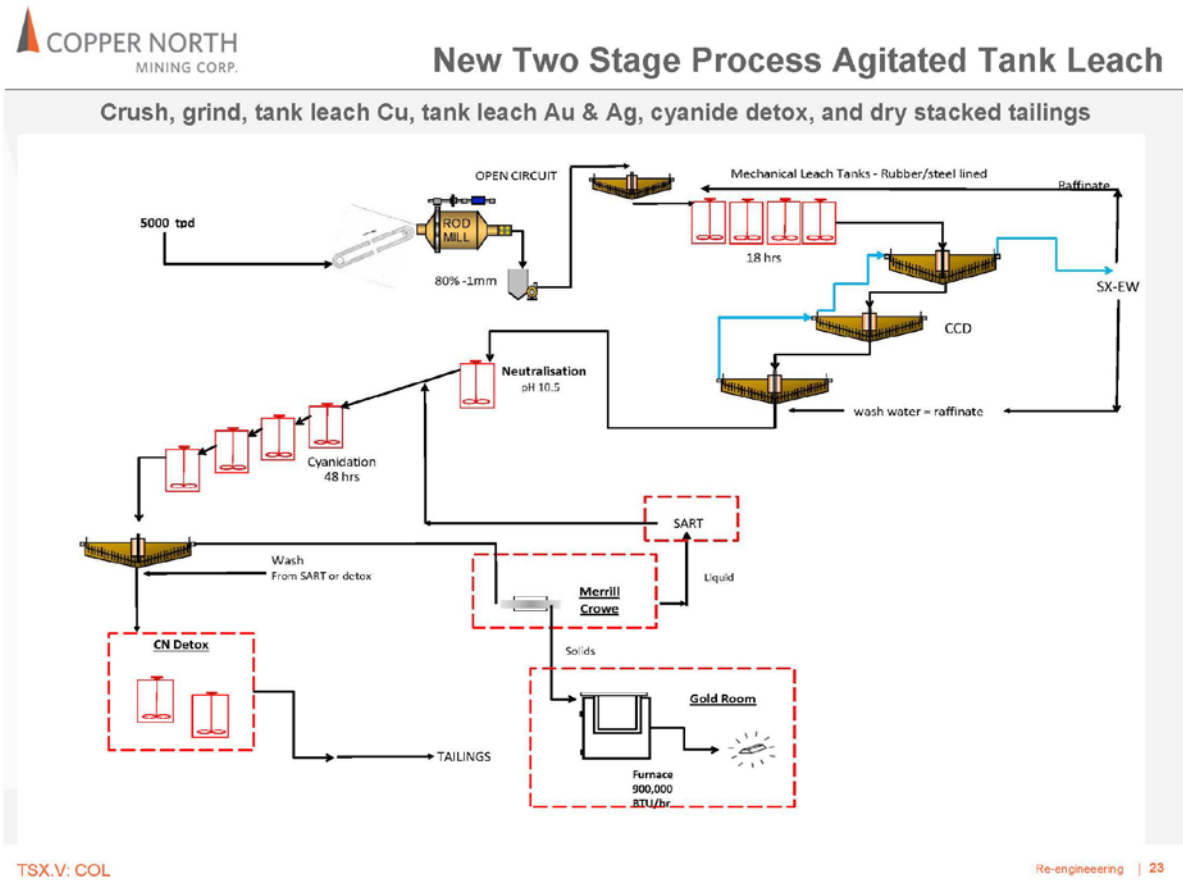 COPPER NORTH
MINING CORP.
New Two Stage Process Agitated Tank Leach
Crush, grind, tank leach Cu, tank leach Au & Ag, cyanide detox, and dry stacked tailings
OPEN CIRCUIT
Mechanical Leach Tanks - Rubber/steel lined
Raffinate
5000 tpd
ROD
MILL
80% -1mm
18 hrs
SX-EW
CCD
Neutralisation
pH 10.5
wash water = raffinate
Cyanidation
48 hrs
SART
Wash
From SART or detox
Liquid
Merrill
Crowe
CN Detox
Solids
Gold Room
TAILINGS
Furnace
900,000
BTU/hr
TSX.V: COL
Re-engineeering | 23